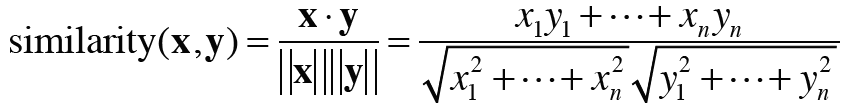 similarity(x,y) = x · y / ||x||||y|| = x₁y₁ + ⋯ + xₙyₙ / √(x₁² + ⋯ + xₙ²) √(y₁² + ⋯ + yₙ²)